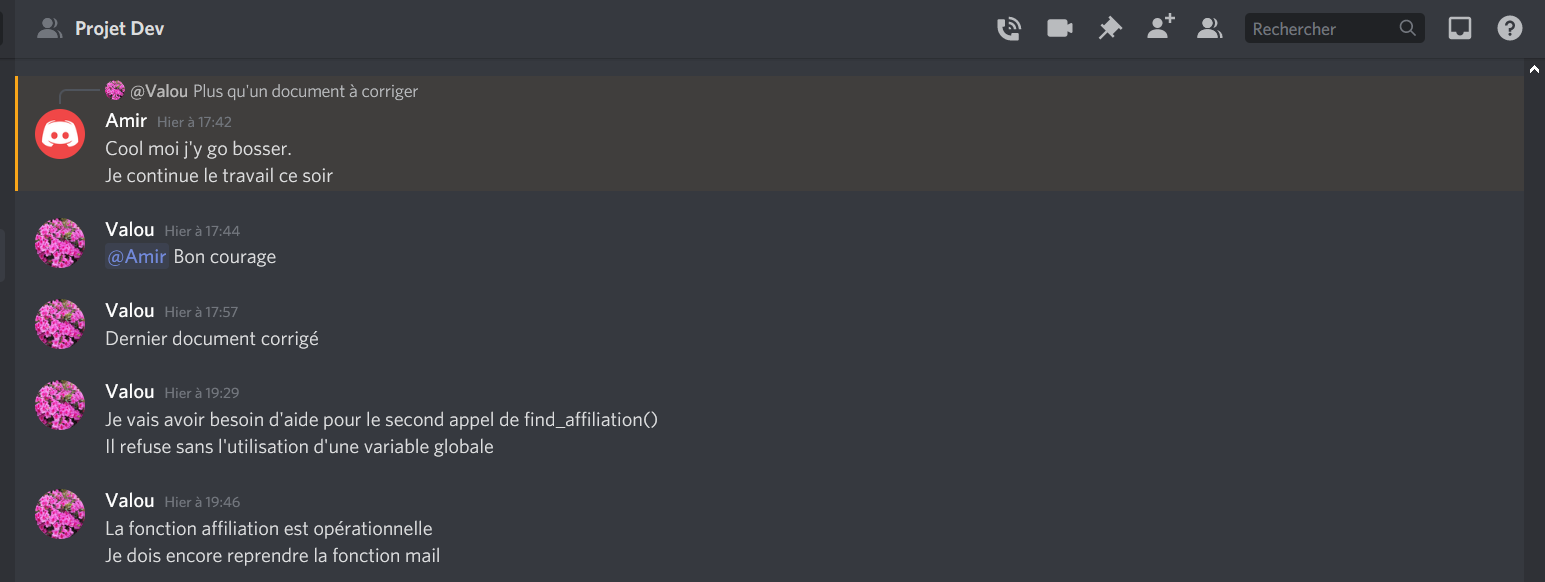 Projet Dev
Rechercher
@Valou Plus qu'un document à corriger
Amir Hier à 17:42
Cool moi j'y go bosser.
Je continue le travail ce soir
Valou Hier à 17:44
@Amir Bon courage
Valou Hier à 17:57
Dernier document corrigé
Valou Hier à 19:29
Je vais avoir besoin d'aide pour le second appel de find_affiliation()
Il refuse sans l'utilisation d'une variable globale
Valou Hier à 19:46
La fonction affiliation est opérationnelle
Je dois encore reprendre la fonction mail